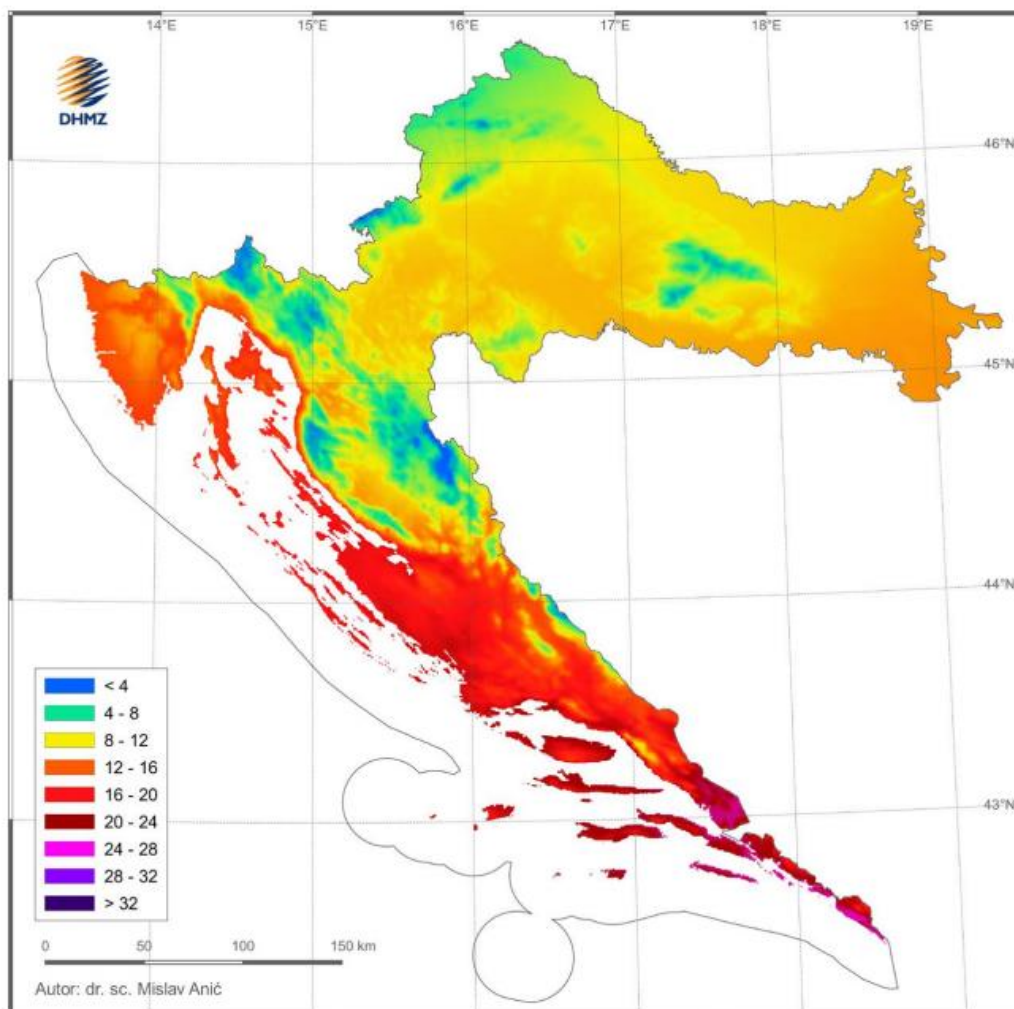 14°E 15°E 16°E 17°E 18°E 19°E
DHMZ
46°N
45°N
44°N
43°N
< 4
4 - 8
8 - 12
12 - 16
16 - 20
20 - 24
24 - 28
28 - 32
> 32
0 50 100 150 km
Autor: dr. sc. Mislav Anić